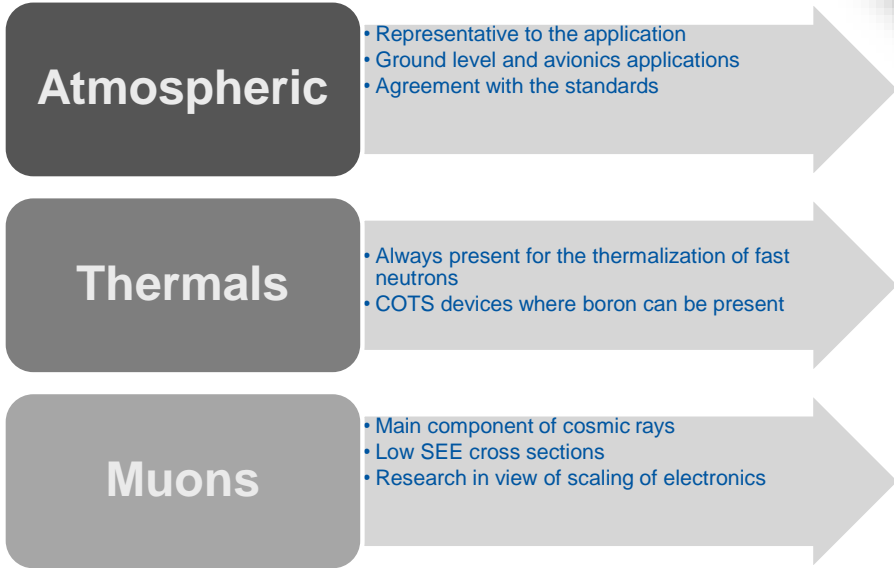 Atmospheric
• Representative to the application
• Ground level and avionics applications
• Agreement with the standards
Thermals
• Always present for the thermalization of fast
neutrons
• COTS devices where boron can be present
Muons
• Main component of cosmic rays
• Low SEE cross sections
• Research in view of scaling of electronics